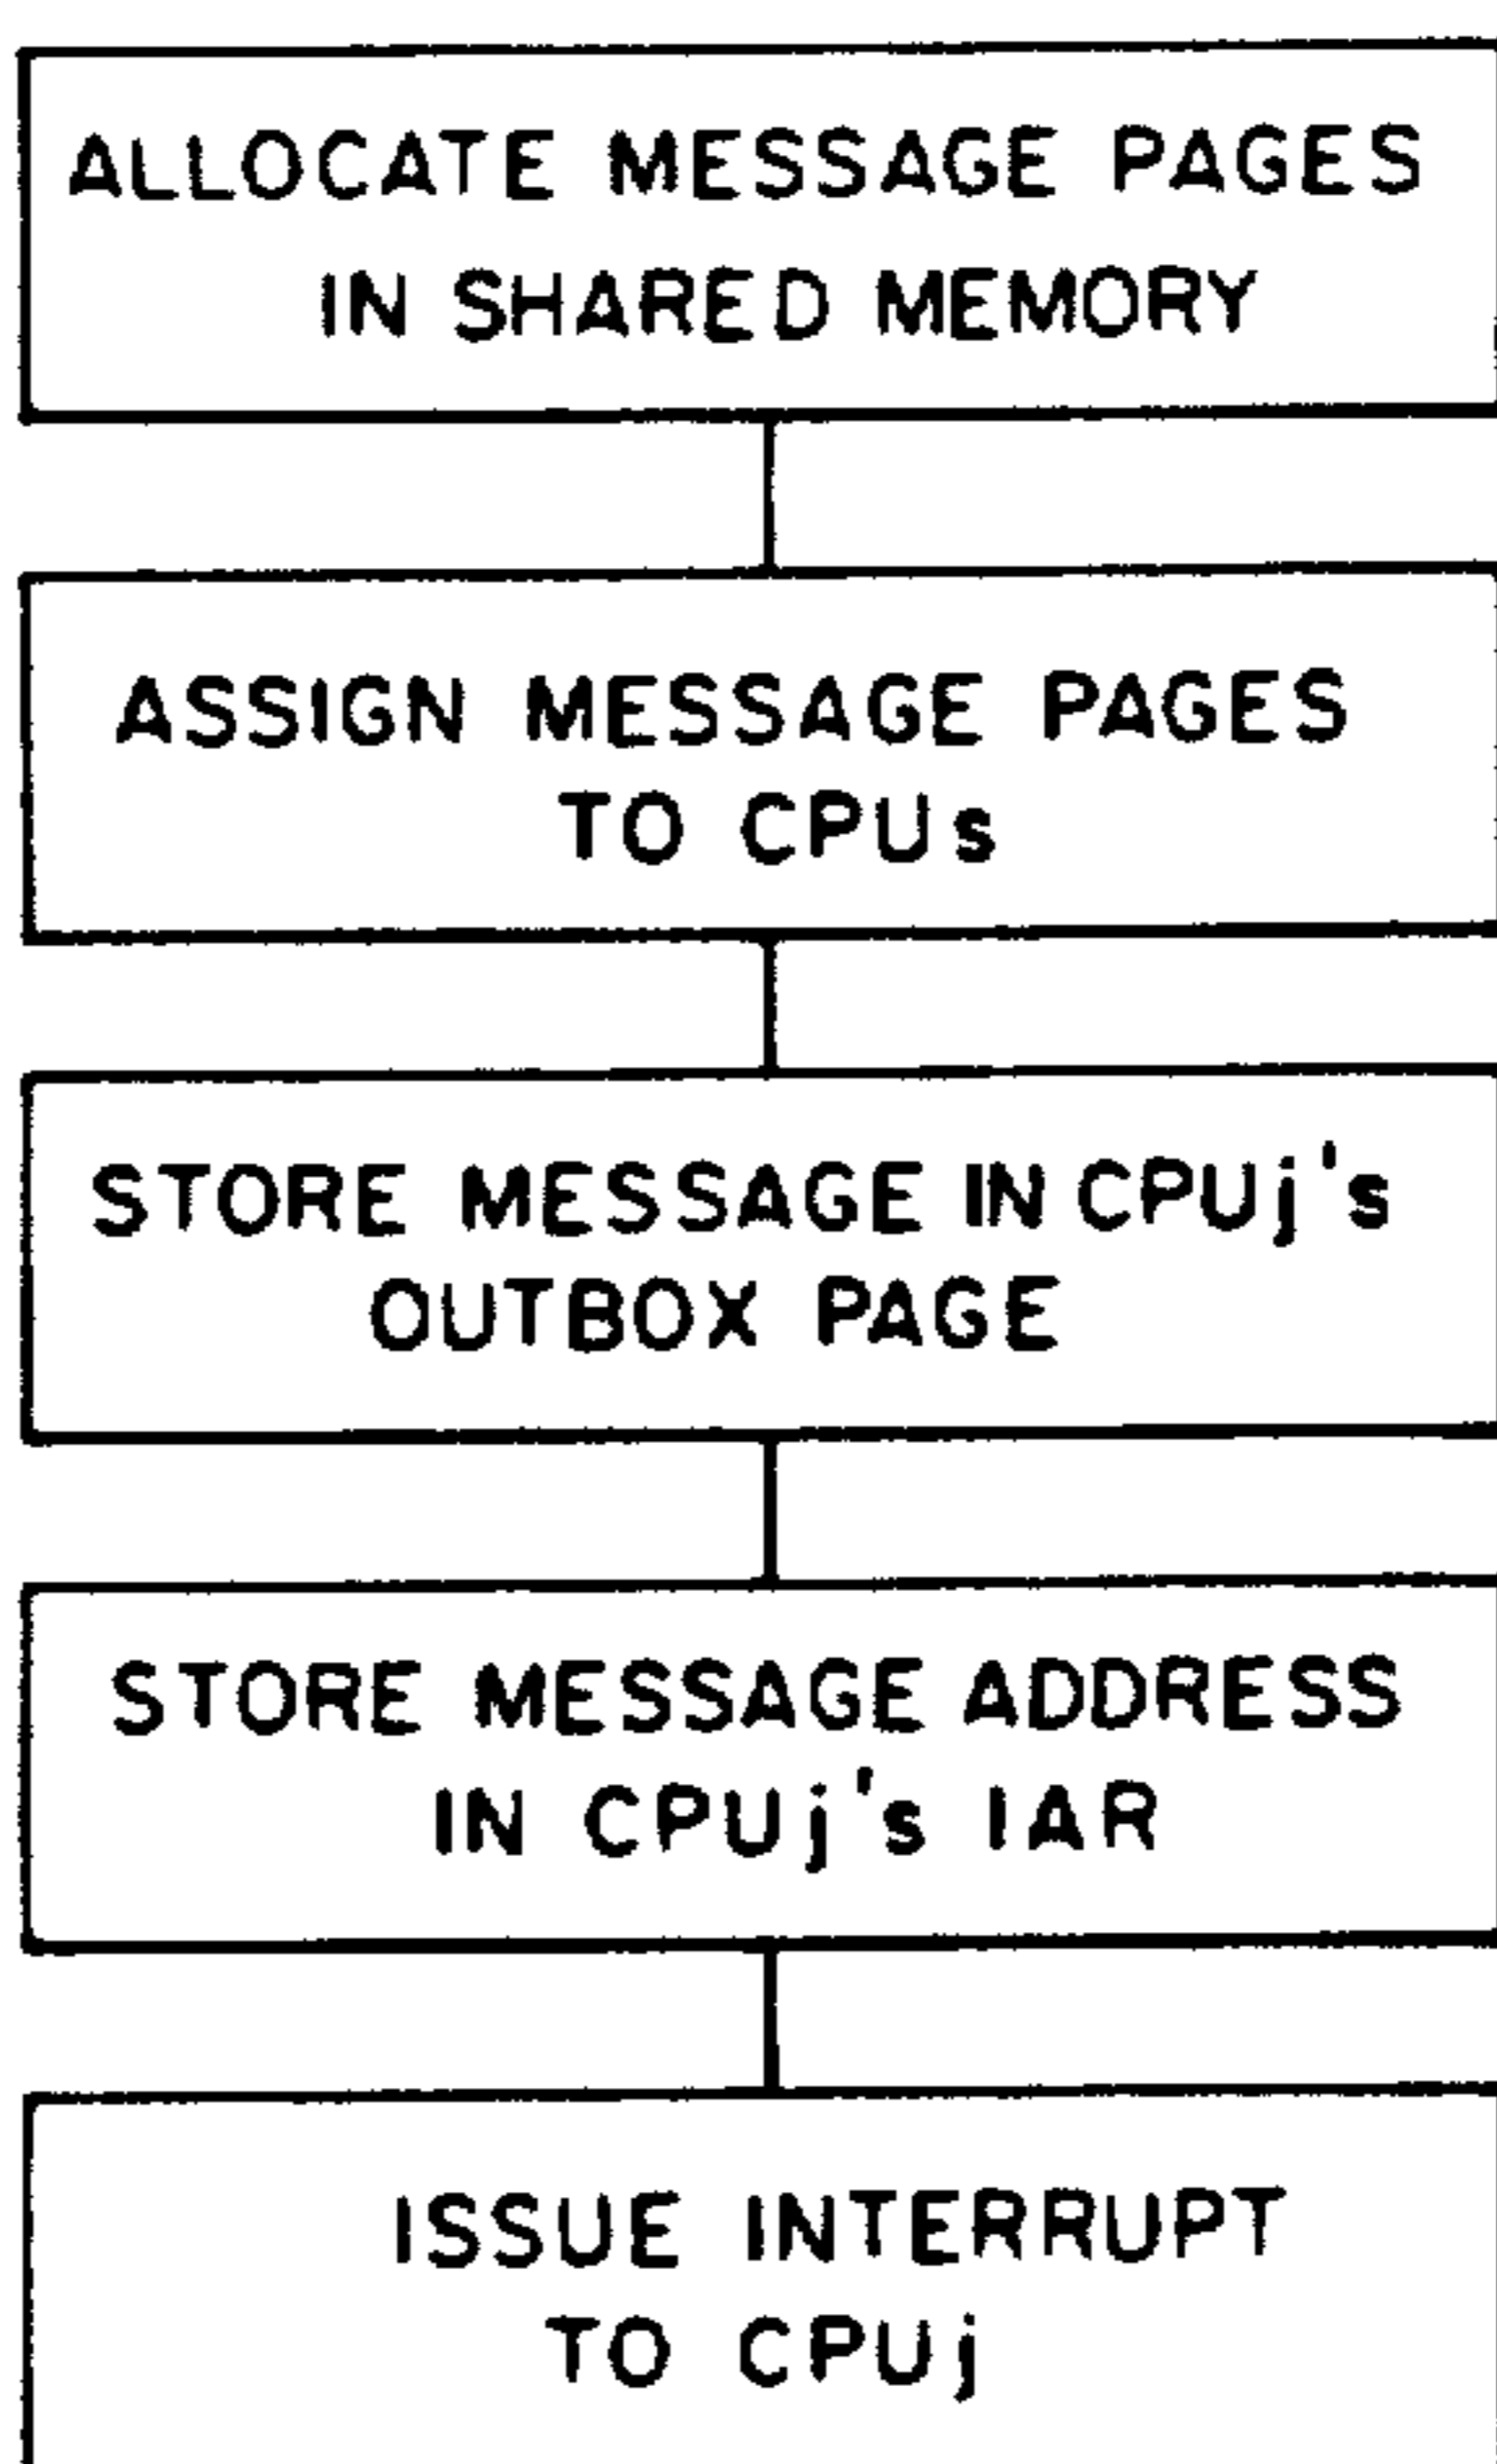 ALLOCATE MESSAGE PAGES
IN SHARED MEMORY
ASSIGN MESSAGE PAGES
TO CPUs
STORE MESSAGE IN CPUj's
OUTBOX PAGE
STORE MESSAGE ADDRESS
IN CPUj's IAR
ISSUE INTERRUPT
TO CPUj